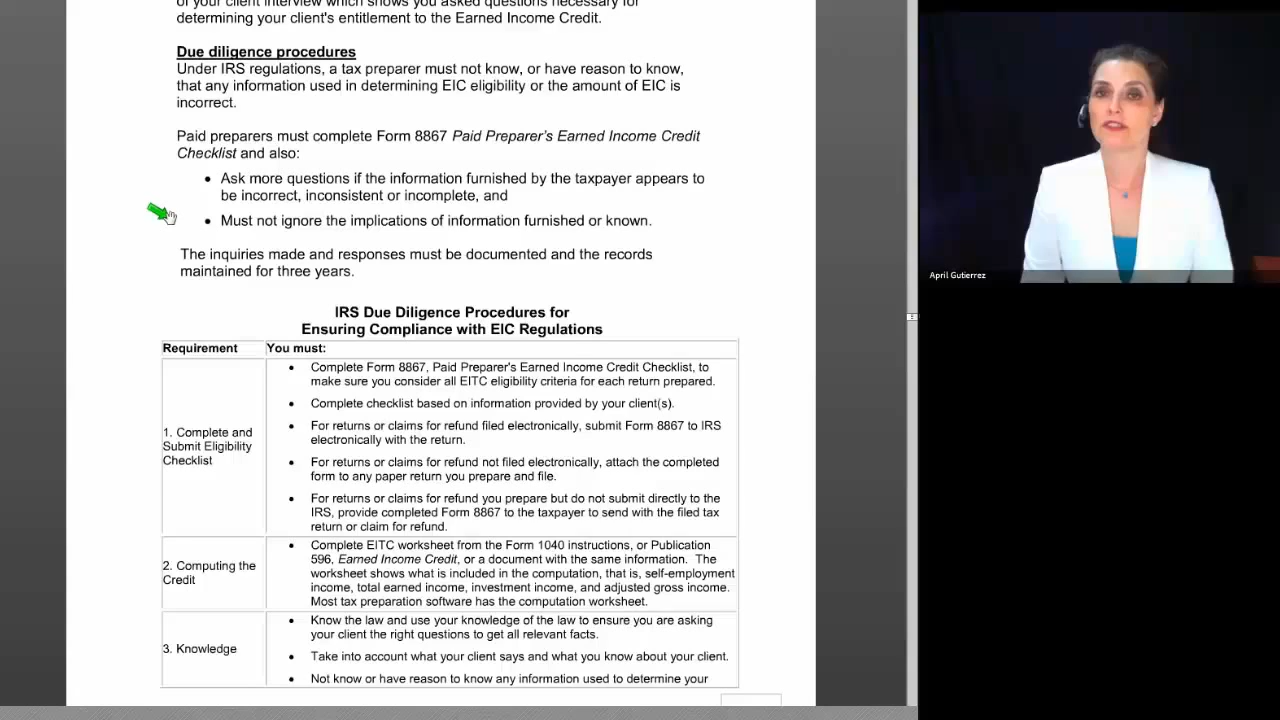 of your client interview which shows you asked questions necessary for
determining your client's entitlement to the Earned Income Credit.
Due diligence procedures
Under IRS regulations, a tax preparer must not know, or have reason to know,
that any information used in determining EIC eligibility or the amount of EIC is
incorrect.
Paid preparers must complete Form 8867 Paid Preparer's Earned Income Credit
Checklist and also:
• Ask more questions if the information furnished by the taxpayer appears to
be incorrect, inconsistent or incomplete, and
• Must not ignore the implications of information furnished or known.
The inquiries made and responses must be documented and the records
maintained for three years.
IRS Due Diligence Procedures for
Ensuring Compliance with EIC Regulations
Requirement You must:
1. Complete and
Submit Eligibility
Checklist
• Complete Form 8867, Paid Preparer's Earned Income Credit Checklist, to
make sure you consider all EITC eligibility criteria for each return prepared.
• Complete checklist based on information provided by your client(s).
• For returns or claims for refund filed electronically, submit Form 8867 to IRS
electronically with the return.
• For returns or claims for refund not filed electronically, attach the completed
form to any paper return you prepare and file.
• For returns or claims for refund you prepare but do not submit directly to the
IRS, provide completed Form 8867 to the taxpayer to send with the filed tax
return or claim for refund.
2. Computing the
Credit
• Complete EITC worksheet from the Form 1040 instructions, or Publication
596, Earned Income Credit, or a document with the same information. The
worksheet shows what is included in the computation, that is, self-employment
income, total earned income, investment income, and adjusted gross income.
Most tax preparation software has the computation worksheet.
3. Knowledge
• Know the law and use your knowledge of the law to ensure you are asking
your client the right questions to get all relevant facts.
• Take into account what your client says and what you know about your client.
• Not know or have reason to know any information used to determine your
April Gutierrez